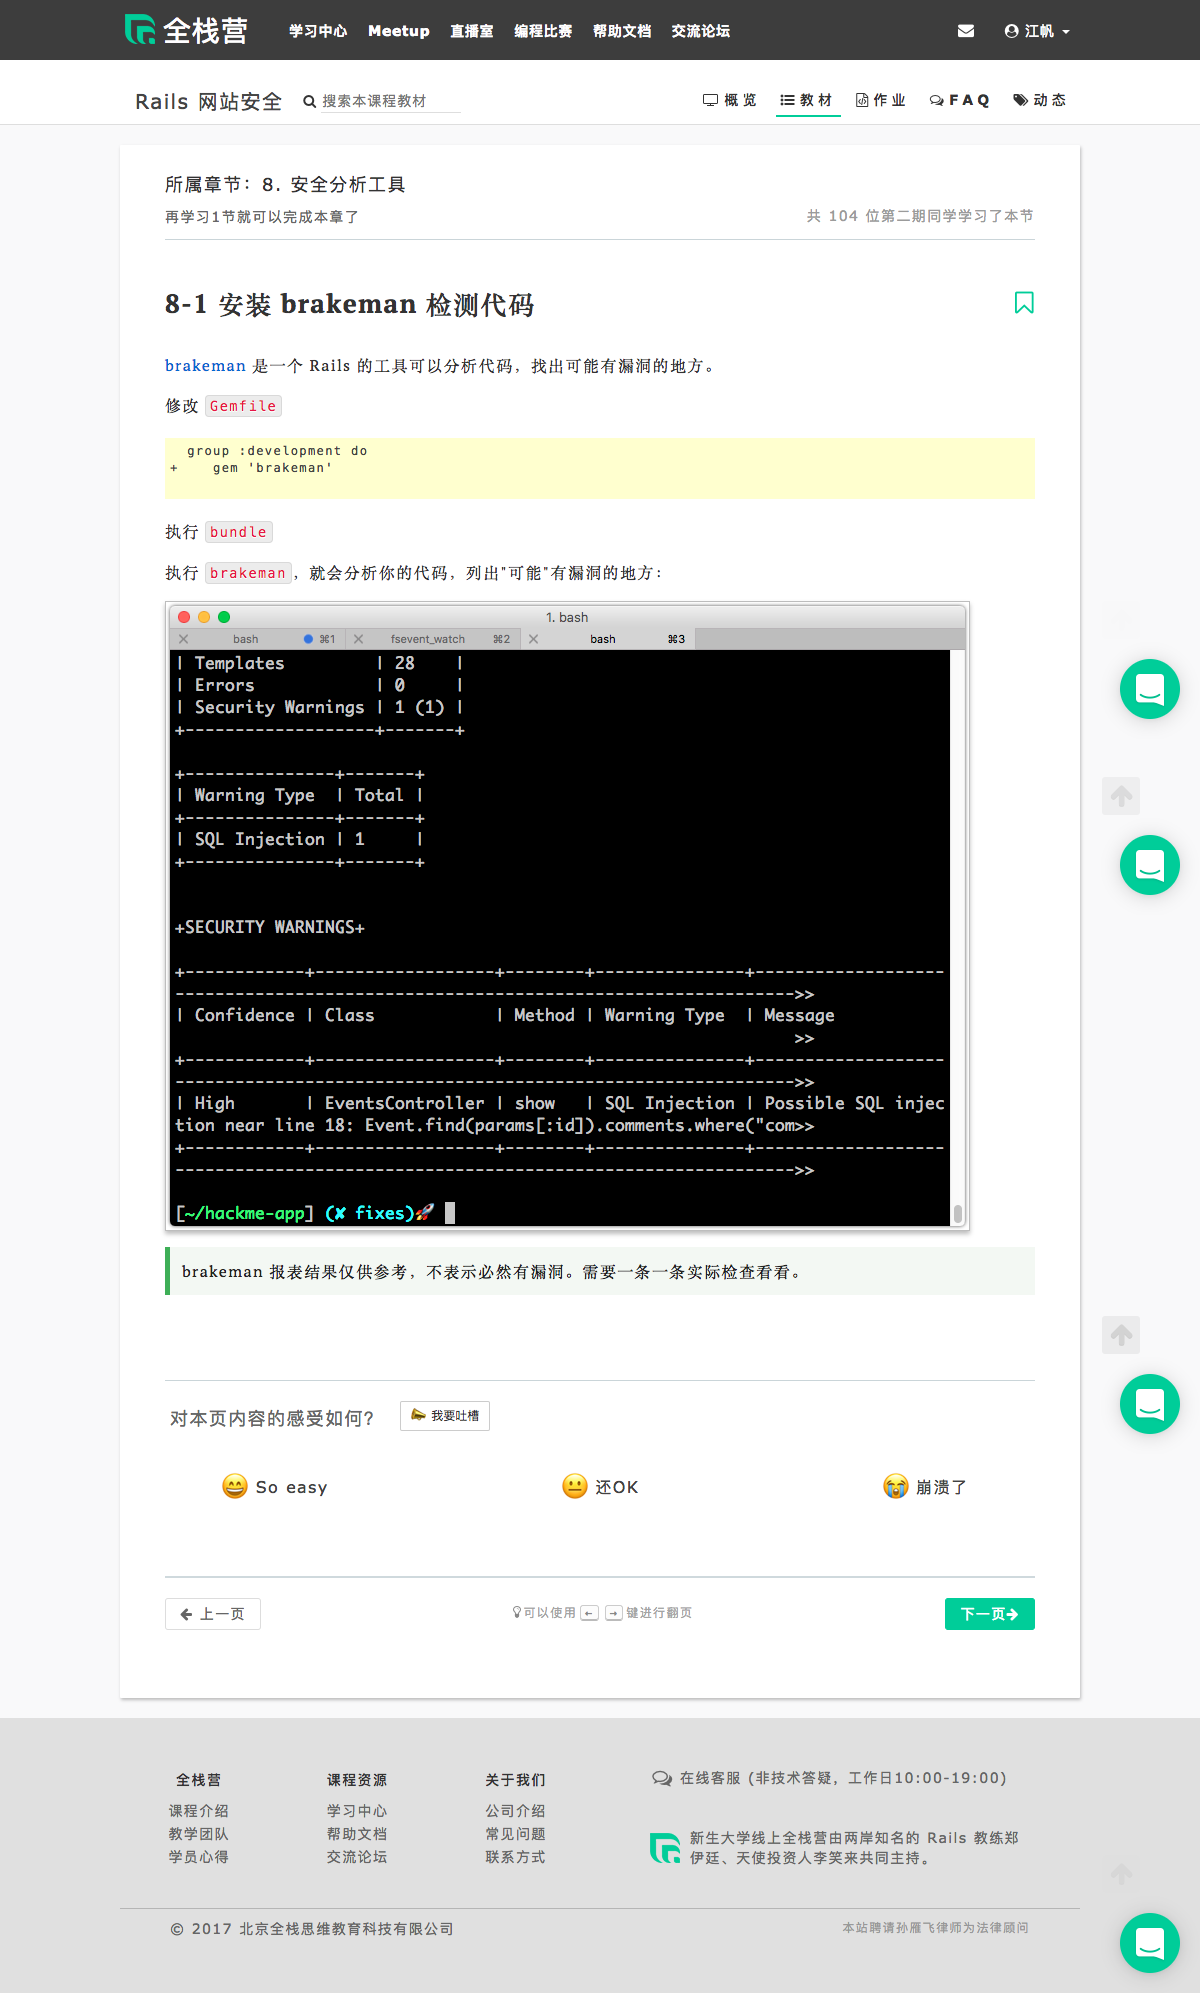 全栈营 学习中心 Meetup 直播室 编程比赛 帮助文档 交流论坛 江帆
Rails 网站安全 搜索本课程教材 概览 教材 作业 FAQ 动态
所属章节：8. 安全分析工具
再学习1节就可以完成本章了 共 104 位第二期同学学习了本节
8-1 安装 brakeman 检测代码
brakeman 是一个 Rails 的工具可以分析代码，找出可能有漏洞的地方。
修改 Gemfile
group :development do
+    gem 'brakeman'
执行 bundle
执行 brakeman，就会分析你的代码，列出"可能"有漏洞的地方：
1. bash
bash ⌘1 fsevent_watch ⌘2 bash ⌘3
| Templates         | 28    |
| Errors            | 0     |
| Security Warnings | 1 (1) |
+-------------------+-------+
+---------------+-------+
| Warning Type  | Total |
+---------------+-------+
| SQL Injection | 1     |
+---------------+-------+
+SECURITY WARNINGS+
+------------+------------------+--------+---------------+-------------------
-------------------------------------------------------------->>
| Confidence | Class            | Method | Warning Type  | Message
>>
+------------+------------------+--------+---------------+-------------------
-------------------------------------------------------------->>
| High       | EventsController | show   | SQL Injection | Possible SQL injec
tion near line 18: Event.find(params[:id]).comments.where("com>>
+------------+------------------+--------+---------------+-------------------
-------------------------------------------------------------->>
[~/hackme-app] (✘ fixes)🚀
brakeman 报表结果仅供参考，不表示必然有漏洞。需要一条一条实际检查看看。
对本页内容的感受如何? 我要吐槽
So easy 还OK 崩溃了
上一页 可以使用 ← → 键进行翻页 下一页
全栈营 课程资源 关于我们 在线客服 (非技术答疑，工作日10:00-19:00)
课程介绍 学习中心 公司介绍
教学团队 帮助文档 常见问题 新生大学线上全栈营由两岸知名的 Rails 教练郑
学员心得 交流论坛 联系方式 伊廷、天使投资人李笑来共同主持。
© 2017 北京全栈思维教育科技有限公司 本站聘请孙雁飞律师为法律顾问